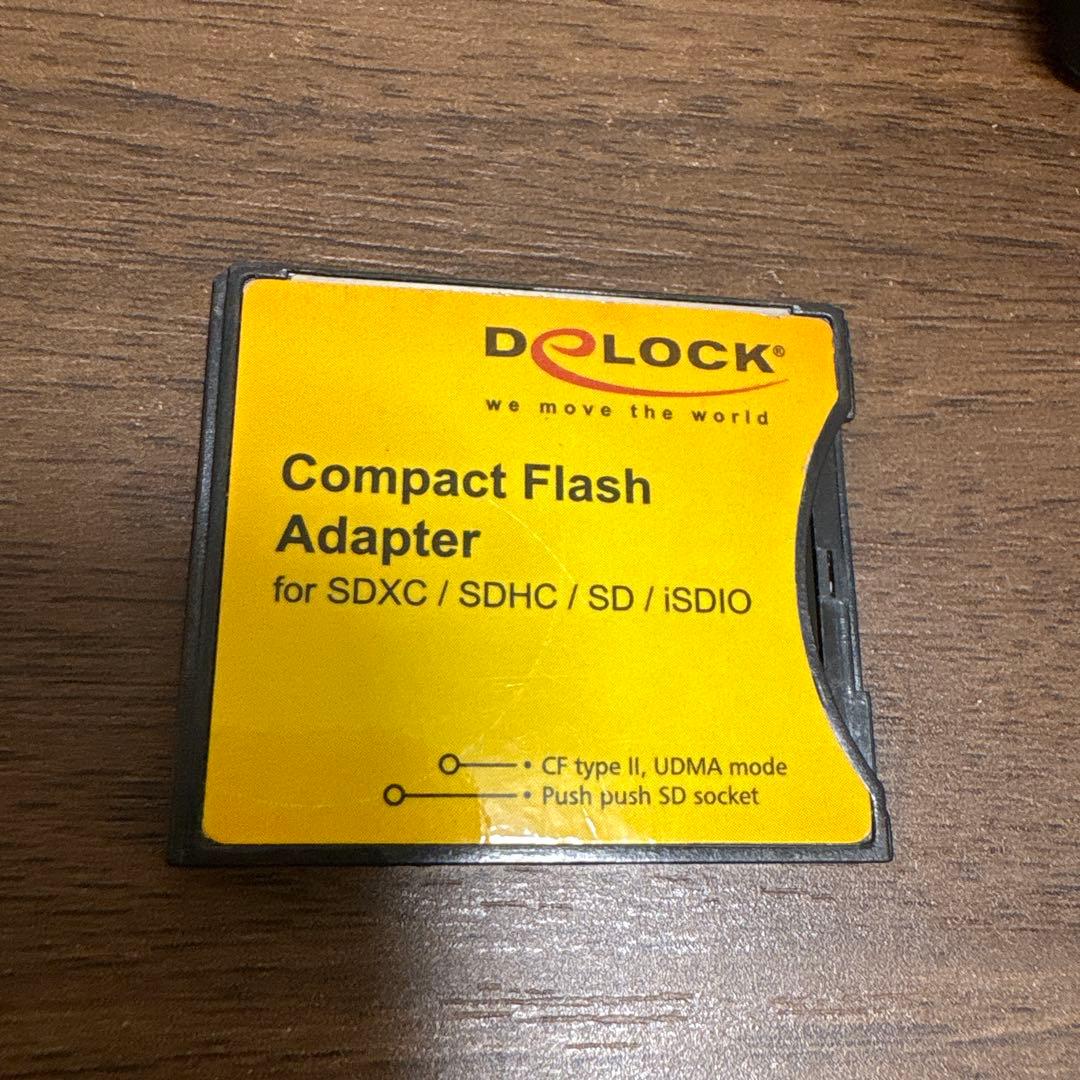 DeLOCK®
we move the world
Compact Flash
Adapter
for SDXC / SDHC / SD / iSDIO
• CF type II, UDMA mode
• Push push SD socket